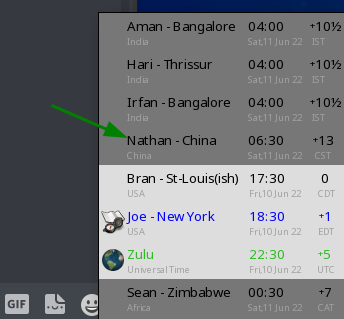 Aman - Bangalore 04:00 +10½
India Sat,11 Jun 22 IST
Hari - Thrissur 04:00 +10½
India Sat,11 Jun 22 IST
Irfan - Bangalore 04:00 +10½
India Sat,11 Jun 22 IST
Nathan - China 06:30 +13
China Sat,11 Jun 22 CST
Bran - St-Louis(ish) 17:30 0
USA Fri,10 Jun 22 CDT
Joe - New York 18:30 +1
USA Fri,10 Jun 22 EDT
Zulu 22:30 +5
Universal Time Fri,10 Jun 22 UTC
Sean - Zimbabwe 00:30 +7
Africa Sat,11 Jun 22 CAT
GIF